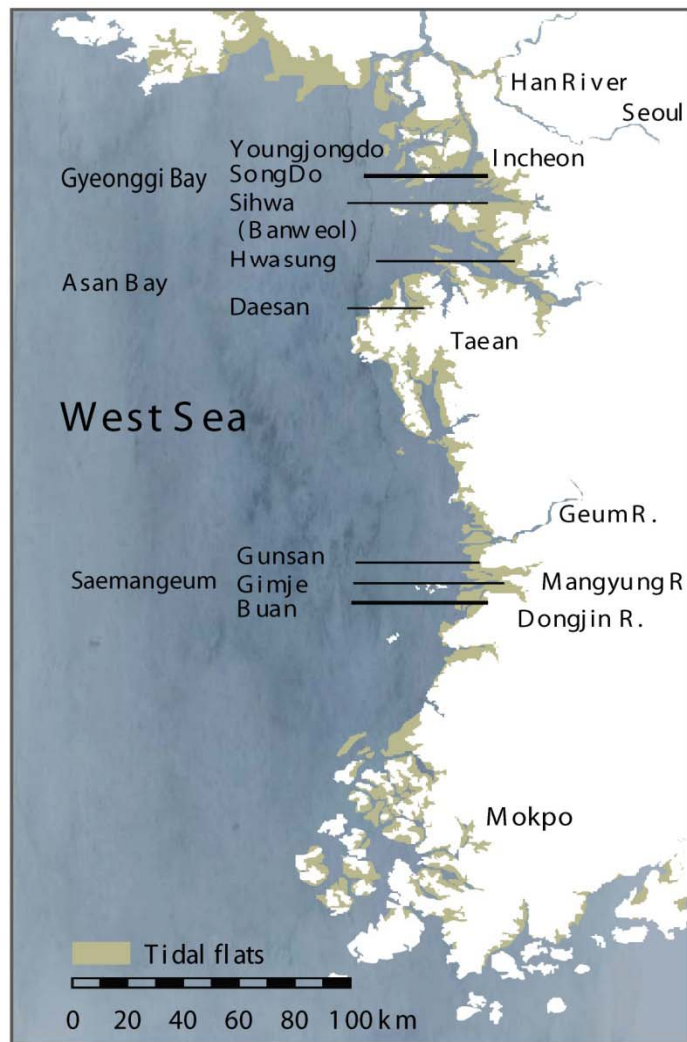 Han River
Seoul
Youngjongdo
Incheon
Gyeonggi Bay
SongDo
Sihwa
(Banweol)
Hwasung
Asan Bay
Daesan
Taean
West Sea
Geum R.
Gunsan
Saemangeum
Gimje
Mangyung R
Buan
Dongjin R.
Mokpo
Tidal flats
0 20 40 60 80 100 km